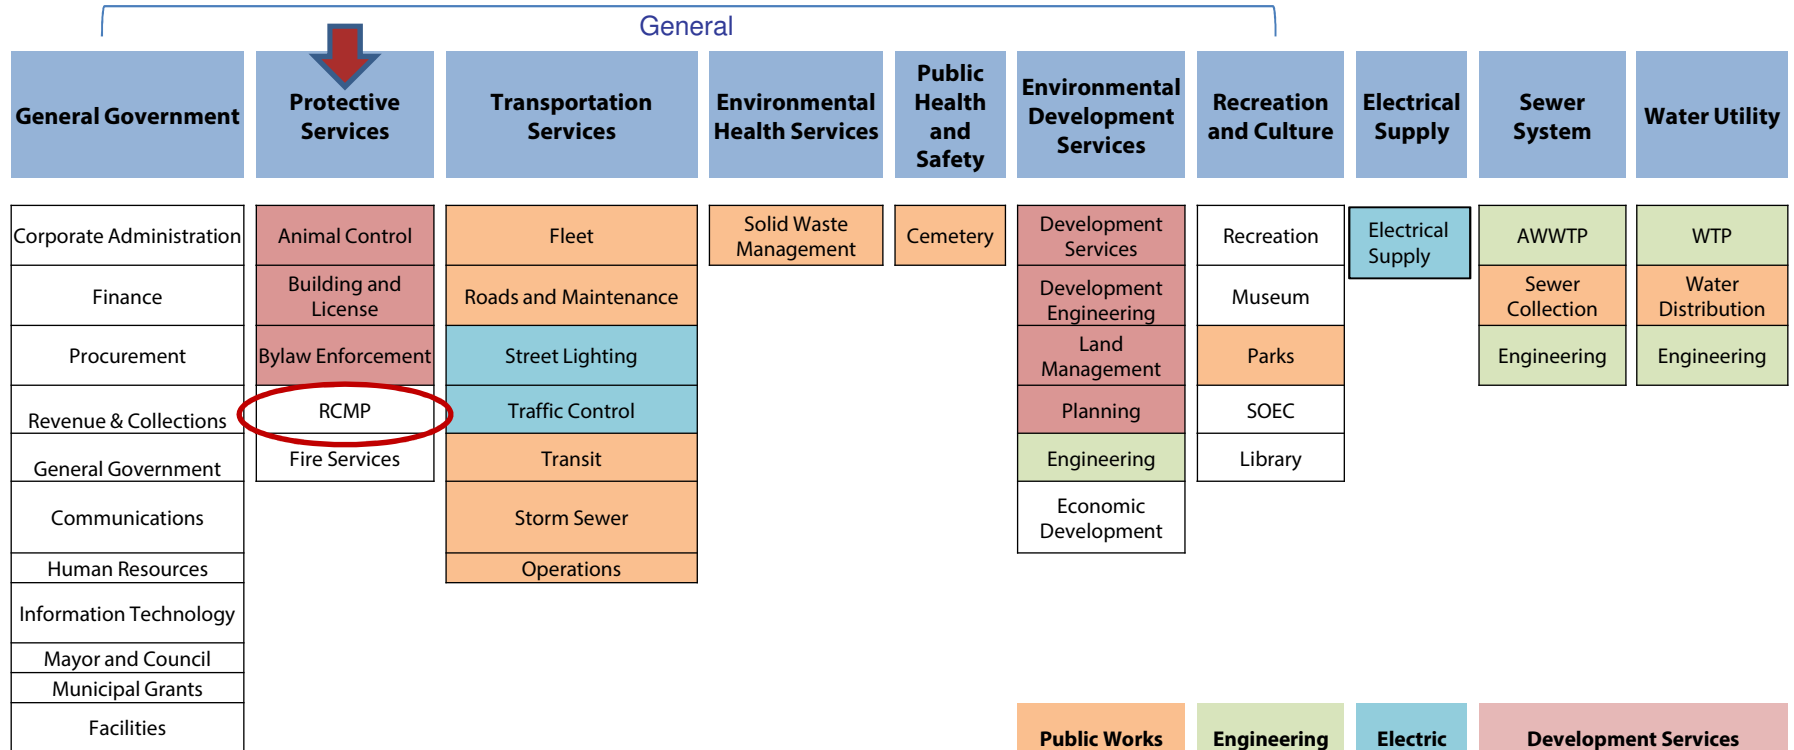 General
General Government
Protective
Services
Transportation
Services
Environmental
Health Services
Public
Health
and
Safety
Environmental
Development
Services
Recreation
and Culture
Electrical
Supply
Sewer
System
Water Utility
Corporate Administration
Finance
Procurement
Revenue & Collections
General Government
Communications
Human Resources
Information Technology
Mayor and Council
Municipal Grants
Facilities
Animal Control
Building and
License
Bylaw Enforcement
RCMP
Fire Services
Fleet
Roads and Maintenance
Street Lighting
Traffic Control
Transit
Storm Sewer
Operations
Solid Waste
Management
Cemetery
Development
Services
Development
Engineering
Land
Management
Planning
Engineering
Economic
Development
Recreation
Museum
Parks
SOEC
Library
Electrical
Supply
AWWTP
Sewer
Collection
Engineering
WTP
Water
Distribution
Engineering
Public Works
Engineering
Electric
Development Services